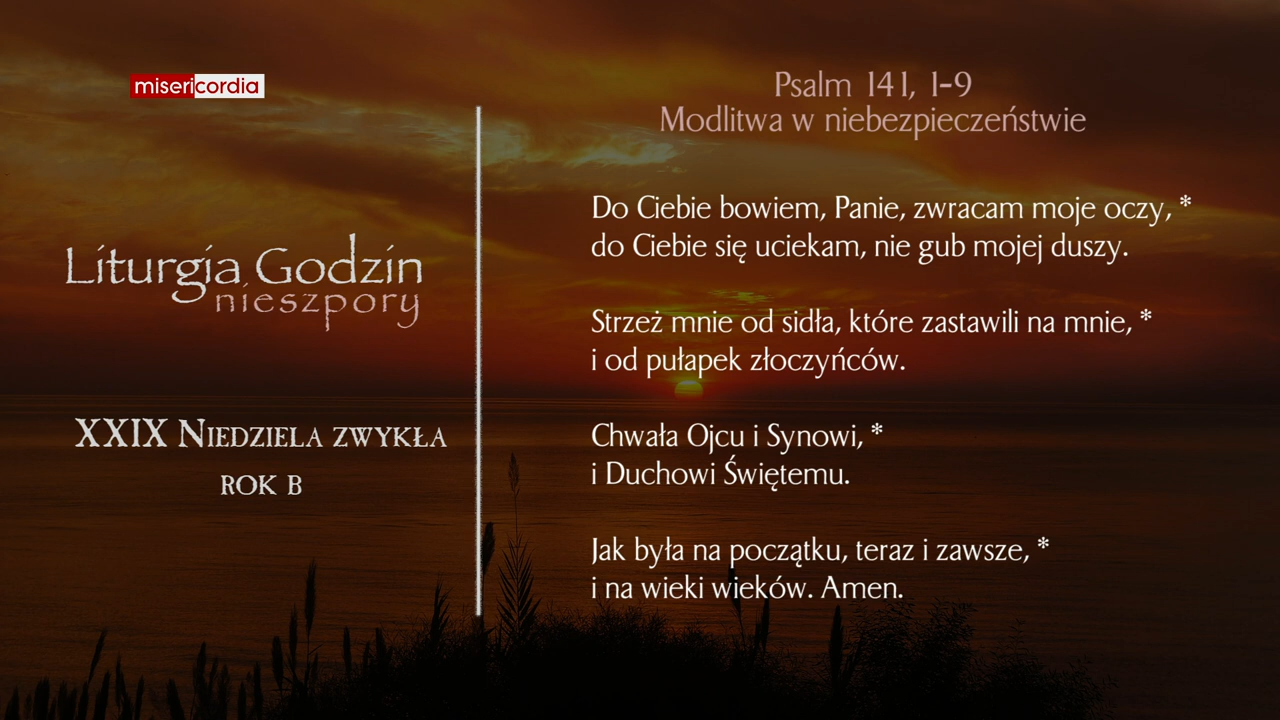 misericordia
Liturgia Godzin
nieszpory
XXIX Niedziela zwykła
rok B
Psalm 141, 1-9
Modlitwa w niebezpieczeństwie
Do Ciebie bowiem, Panie, zwracam moje oczy, *
do Ciebie się uciekam, nie gub mojej duszy.
Strzeż mnie od sidła, które zastawili na mnie, *
i od pułapek złoczyńców.
Chwała Ojcu i Synowi, *
i Duchowi Świętemu.
Jak była na początku, teraz i zawsze, *
i na wieki wieków. Amen.